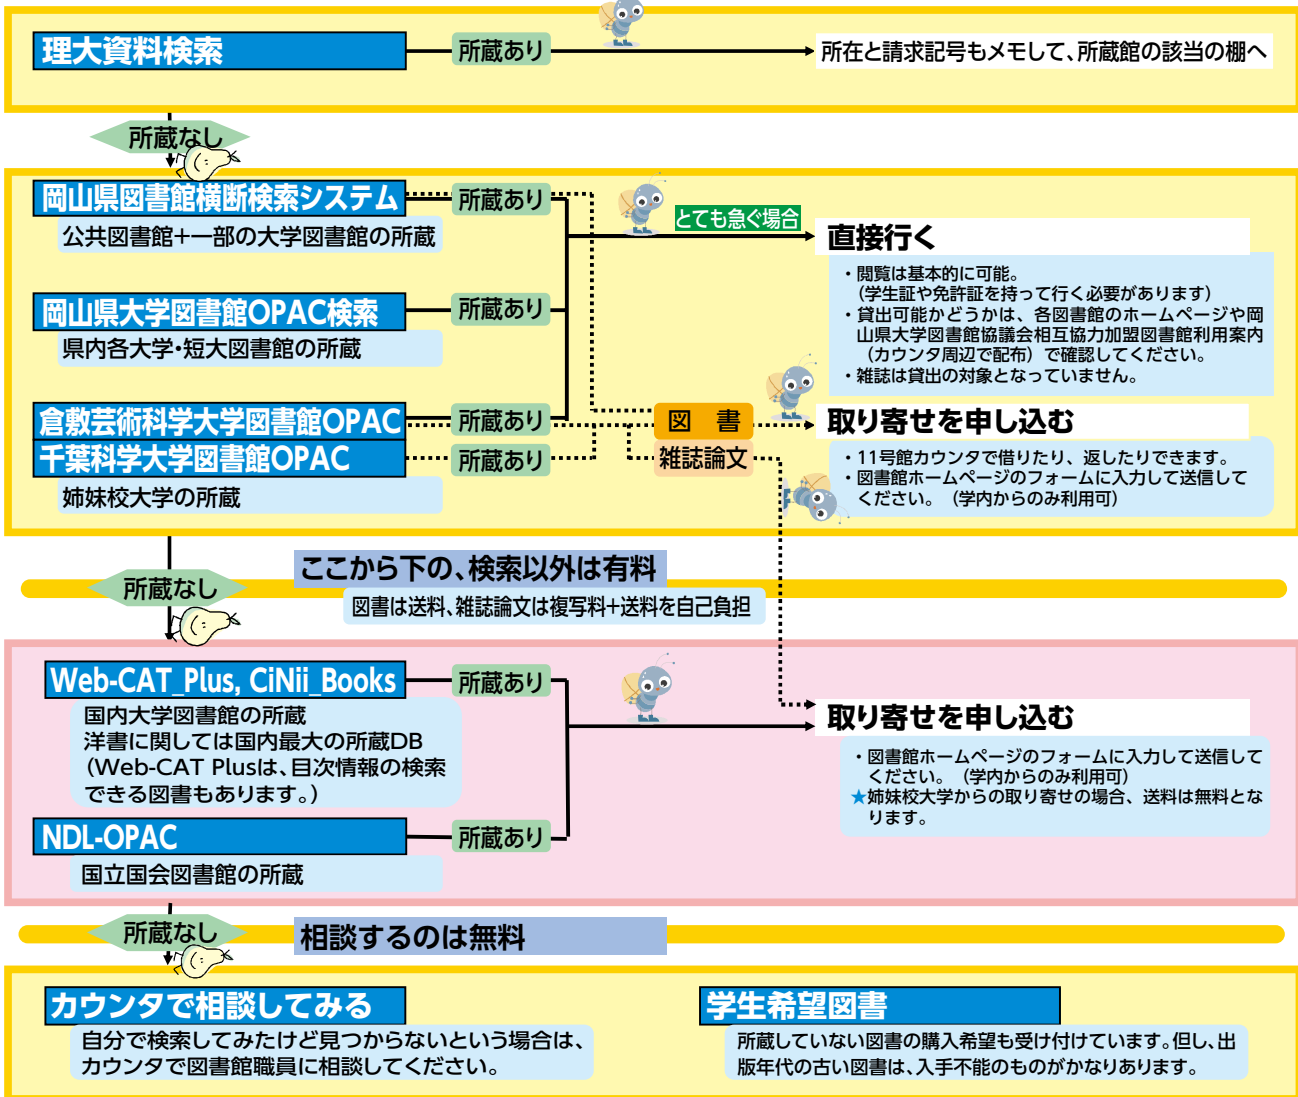 理大資料検索
所蔵あり
所在と請求記号もメモして、所蔵館の該当の棚へ
所蔵なし
岡山県図書館横断検索システム
所蔵あり
公共図書館+一部の大学図書館の所蔵
とても急ぐ場合
直接行く
・閲覧は基本的に可能。
(学生証や免許証を持って行く必要があります)
・貸出可能かどうかは、各図書館のホームページや岡
山県大学図書館協議会相互協力加盟図書館利用案内
(カウンタ周辺で配布)で確認してください。
・雑誌は貸出の対象となっていません。
岡山県大学図書館OPAC検索
所蔵あり
県内各大学・短大図書館の所蔵
倉敷芸術科学大学図書館OPAC
所蔵あり
千葉科学大学図書館OPAC
所蔵あり
姉妹校大学の所蔵
図 書
雑誌論文
取り寄せを申し込む
・11号館カウンタで借りたり、返したりできます。
・図書館ホームページのフォームに入力して送信して
ください。(学内からのみ利用可)
所蔵なし
ここから下の、検索以外は有料
図書は送料、雑誌論文は複写料+送料を自己負担
Web-CAT_Plus, CiNii_Books
所蔵あり
国内大学図書館の所蔵
洋書に関しては国内最大の所蔵DB
(Web-CAT Plusは、目次情報の検索
できる図書もあります。)
NDL-OPAC
所蔵あり
国立国会図書館の所蔵
取り寄せを申し込む
・図書館ホームページのフォームに入力して送信して
ください。(学内からのみ利用可)
★姉妹校大学からの取り寄せの場合、送料は無料とな
ります。
所蔵なし
相談するのは無料
カウンタで相談してみる
自分で検索してみたけど見つからないという場合は、
カウンタで図書館職員に相談してください。
学生希望図書
所蔵していない図書の購入希望も受け付けています。但し、出
版年代の古い図書は、入手不能のものがかなりあります。